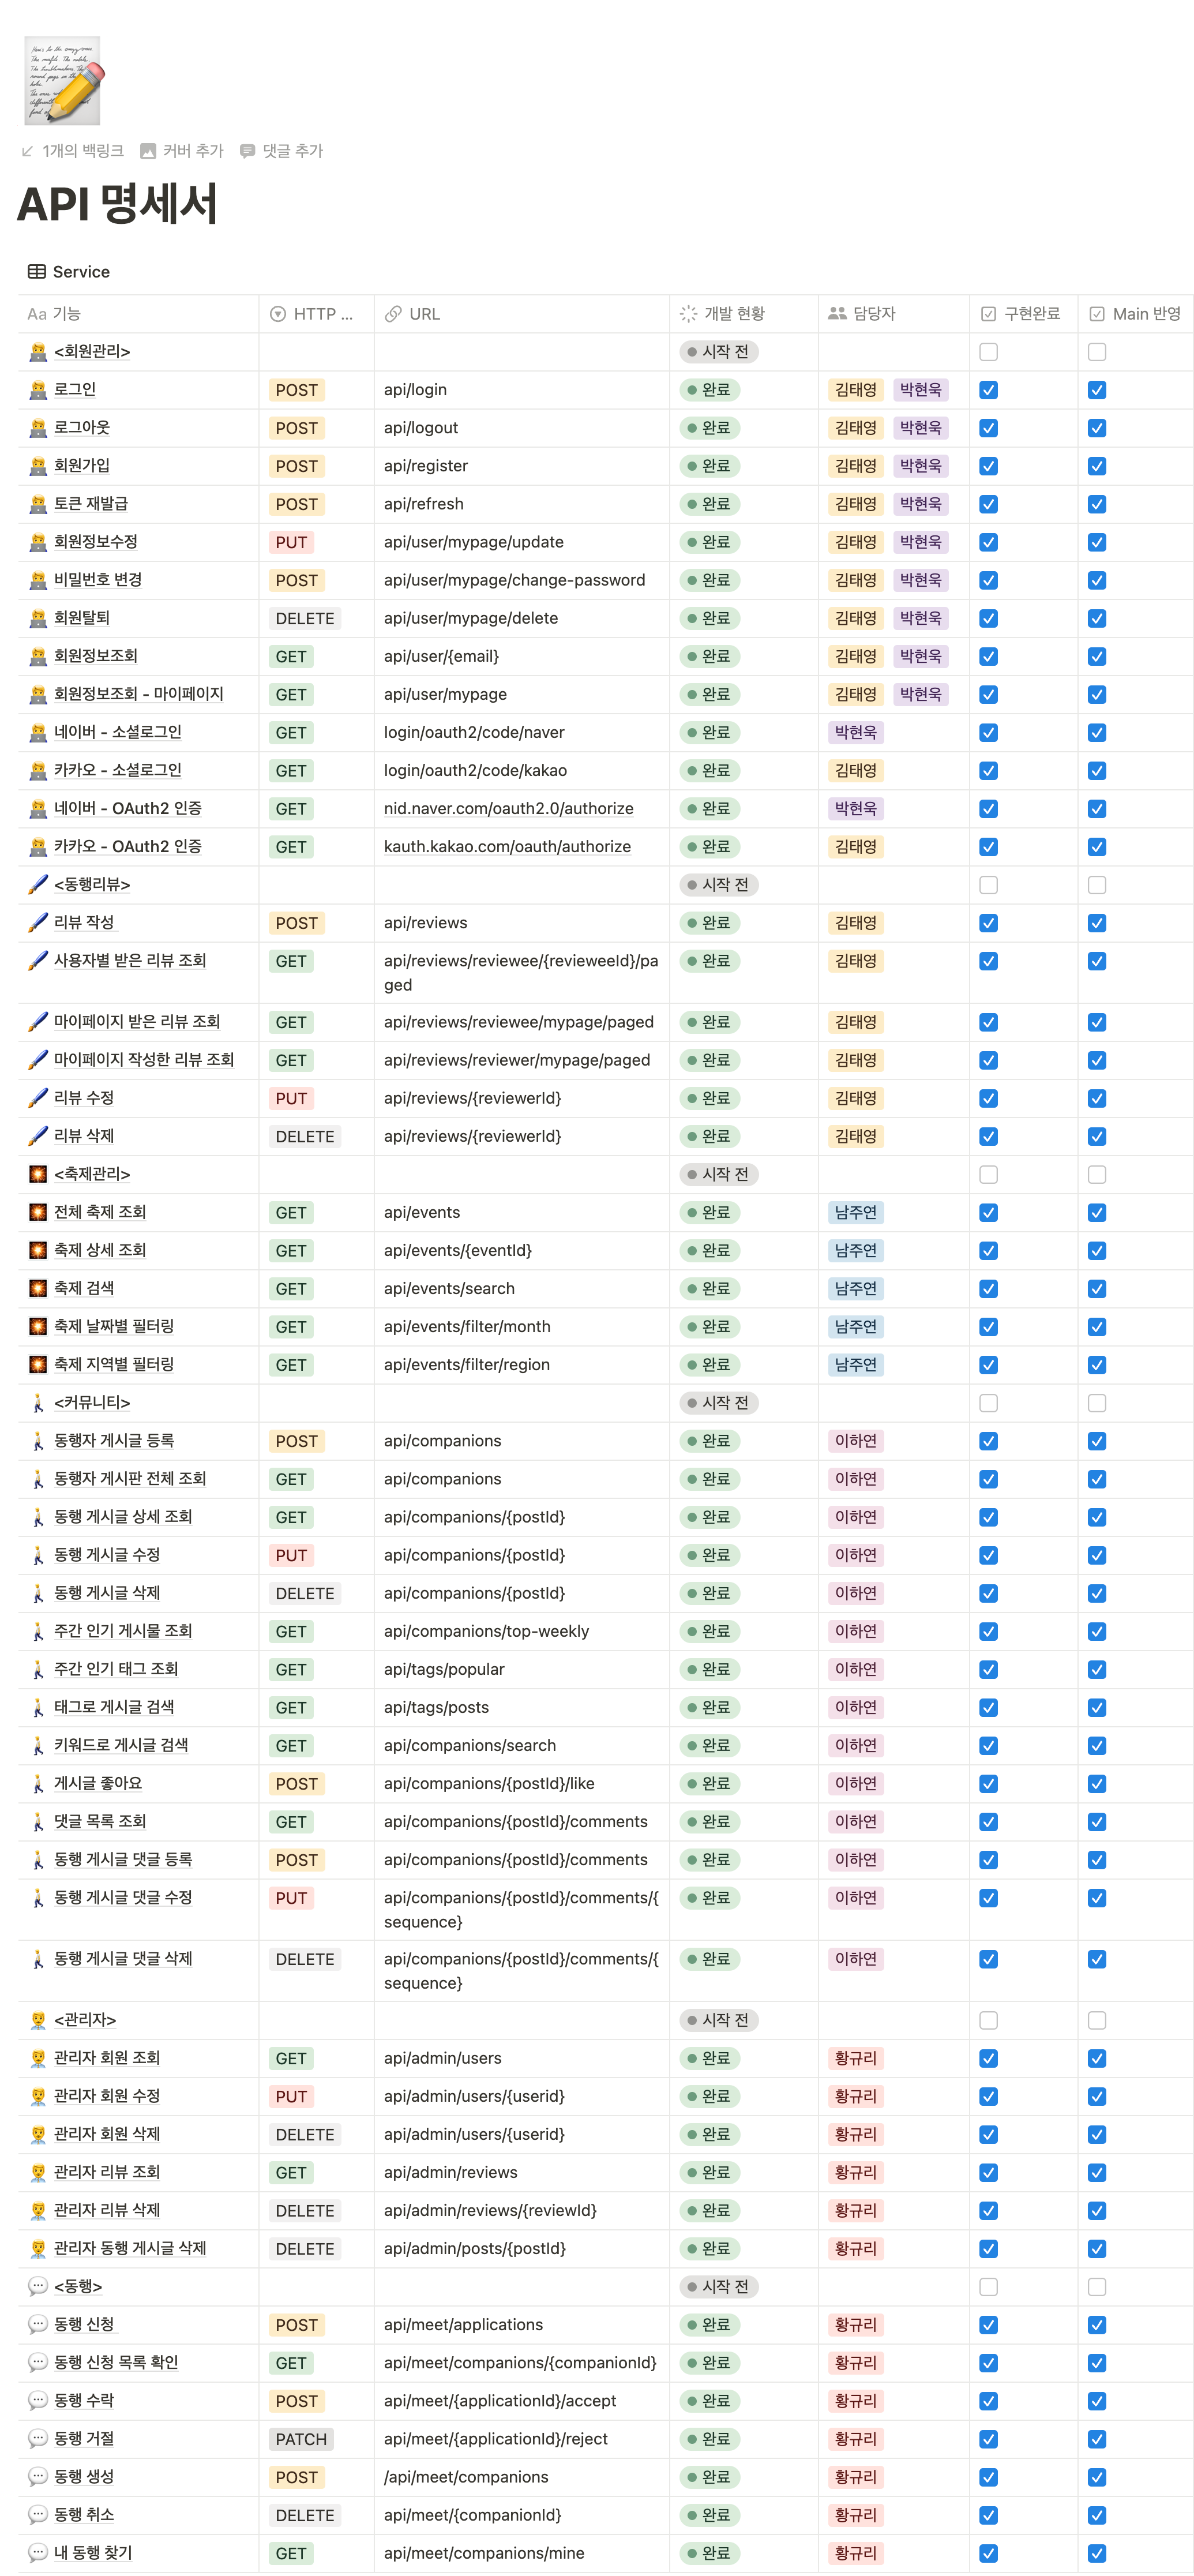 1개의 백링크 커버 추가 댓글 추가
API 명세서
Service
Aa 기능 HTTP ... URL 개발 현황 담당자 구현완료 Main 반영
<회원관리> 시작 전
로그인 POST api/login 완료 김태영 박현욱
로그아웃 POST api/logout 완료 김태영 박현욱
회원가입 POST api/register 완료 김태영 박현욱
토큰 재발급 POST api/refresh 완료 김태영 박현욱
회원정보수정 PUT api/user/mypage/update 완료 김태영 박현욱
비밀번호 변경 POST api/user/mypage/change-password 완료 김태영 박현욱
회원탈퇴 DELETE api/user/mypage/delete 완료 김태영 박현욱
회원정보조회 GET api/user/{email} 완료 김태영 박현욱
회원정보조회 - 마이페이지 GET api/user/mypage 완료 김태영 박현욱
네이버 - 소셜로그인 GET login/oauth2/code/naver 완료 박현욱
카카오 - 소셜로그인 GET login/oauth2/code/kakao 완료 김태영
네이버 - OAuth2 인증 GET nid.naver.com/oauth2.0/authorize 완료 박현욱
카카오 - OAuth2 인증 GET kauth.kakao.com/oauth/authorize 완료 김태영
<동행리뷰> 시작 전
리뷰 작성 POST api/reviews 완료 김태영
사용자별 받은 리뷰 조회 GET api/reviews/reviewee/{revieweeId}/pa 완료 김태영
ged
마이페이지 받은 리뷰 조회 GET api/reviews/reviewee/mypage/paged 완료 김태영
마이페이지 작성한 리뷰 조회 GET api/reviews/reviewer/mypage/paged 완료 김태영
리뷰 수정 PUT api/reviews/{reviewerId} 완료 김태영
리뷰 삭제 DELETE api/reviews/{reviewerId} 완료 김태영
<축제관리> 시작 전
전체 축제 조회 GET api/events 완료 남주연
축제 상세 조회 GET api/events/{eventId} 완료 남주연
축제 검색 GET api/events/search 완료 남주연
축제 날짜별 필터링 GET api/events/filter/month 완료 남주연
축제 지역별 필터링 GET api/events/filter/region 완료 남주연
<커뮤니티> 시작 전
동행자 게시글 등록 POST api/companions 완료 이하연
동행자 게시판 전체 조회 GET api/companions 완료 이하연
동행 게시글 상세 조회 GET api/companions/{postId} 완료 이하연
동행 게시글 수정 PUT api/companions/{postId} 완료 이하연
동행 게시글 삭제 DELETE api/companions/{postId} 완료 이하연
주간 인기 게시물 조회 GET api/companions/top-weekly 완료 이하연
주간 인기 태그 조회 GET api/tags/popular 완료 이하연
태그로 게시글 검색 GET api/tags/posts 완료 이하연
키워드로 게시글 검색 GET api/companions/search 완료 이하연
게시글 좋아요 POST api/companions/{postId}/like 완료 이하연
댓글 목록 조회 GET api/companions/{postId}/comments 완료 이하연
동행 게시글 댓글 등록 POST api/companions/{postId}/comments 완료 이하연
동행 게시글 댓글 수정 PUT api/companions/{postId}/comments/{ 완료 이하연
sequence}
동행 게시글 댓글 삭제 DELETE api/companions/{postId}/comments/{ 완료 이하연
sequence}
<관리자> 시작 전
관리자 회원 조회 GET api/admin/users 완료 황규리
관리자 회원 수정 PUT api/admin/users/{userid} 완료 황규리
관리자 회원 삭제 DELETE api/admin/users/{userid} 완료 황규리
관리자 리뷰 조회 GET api/admin/reviews 완료 황규리
관리자 리뷰 삭제 DELETE api/admin/reviews/{reviewId} 완료 황규리
관리자 동행 게시글 삭제 DELETE api/admin/posts/{postId} 완료 황규리
<동행> 시작 전
동행 신청 POST api/meet/applications 완료 황규리
동행 신청 목록 확인 GET api/meet/companions/{companionId} 완료 황규리
동행 수락 POST api/meet/{applicationId}/accept 완료 황규리
동행 거절 PATCH api/meet/{applicationId}/reject 완료 황규리
동행 생성 POST /api/meet/companions 완료 황규리
동행 취소 DELETE api/meet/{companionId} 완료 황규리
내 동행 찾기 GET api/meet/companions/mine 완료 황규리